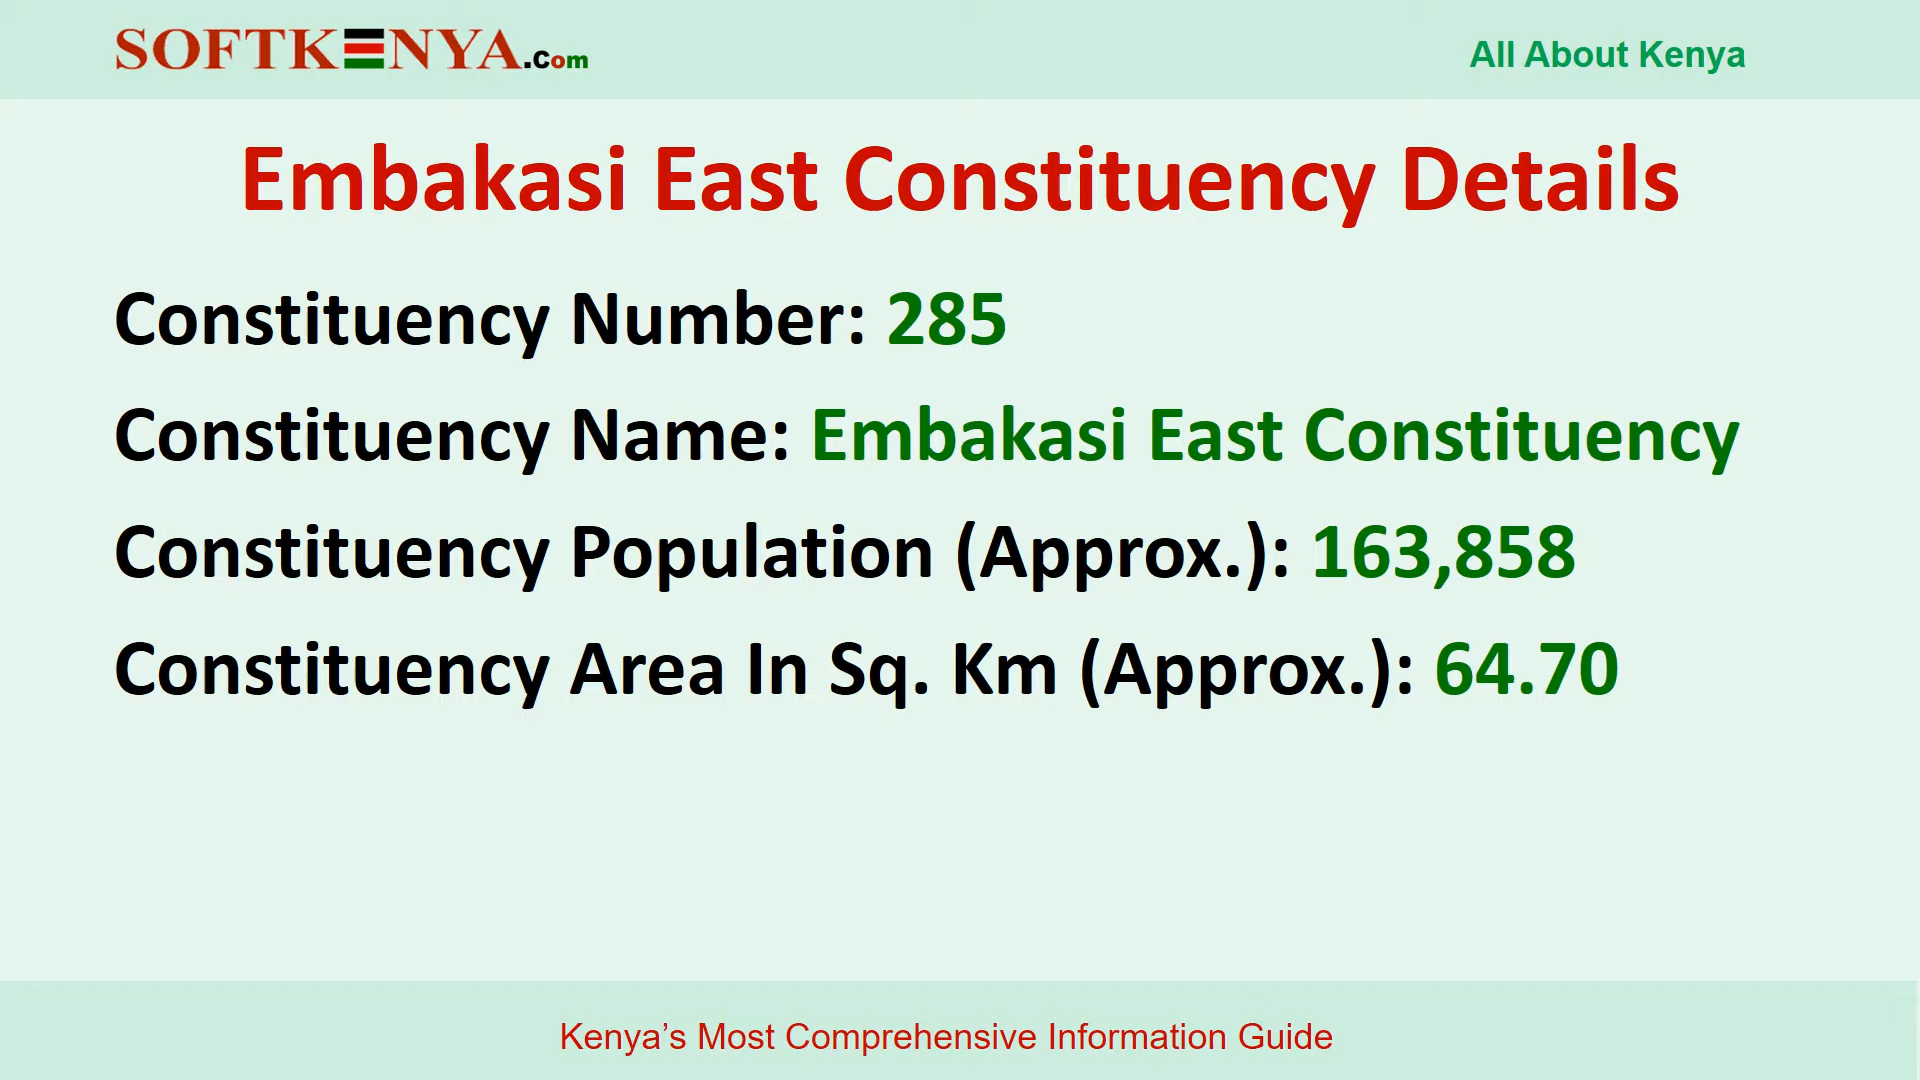 SOFTKENYA.Com
All About Kenya
Embakasi East Constituency Details
Constituency Number: 285
Constituency Name: Embakasi East Constituency
Constituency Population (Approx.): 163,858
Constituency Area In Sq. Km (Approx.): 64.70
Kenya’s Most Comprehensive Information Guide